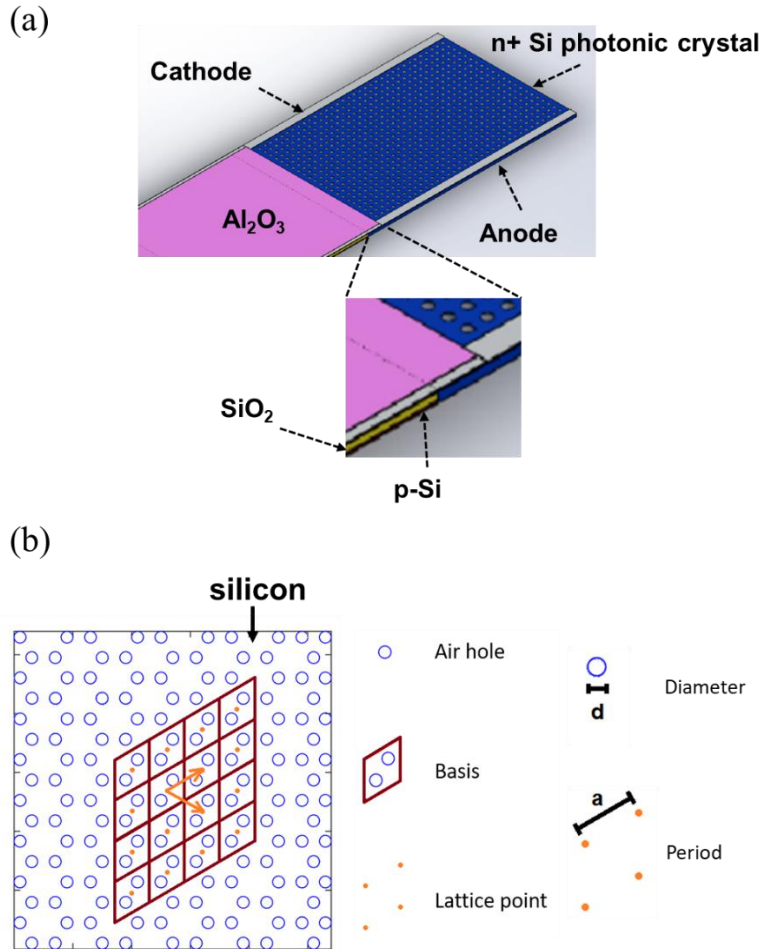 (a)
n+ Si photonic crystal
Cathode
Al₂O₃
Anode
SiO₂
p-Si
(b)
silicon
Air hole
Diameter
d
Basis
a
Period
Lattice point